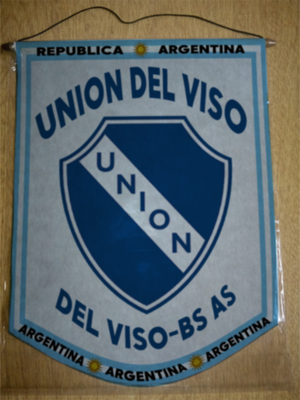 REPUBLICA ARGENTINA
UNION DEL VISO
UNION
DEL VISO-BS AS
ARGENTINA ARGENTINA ARGENTINA